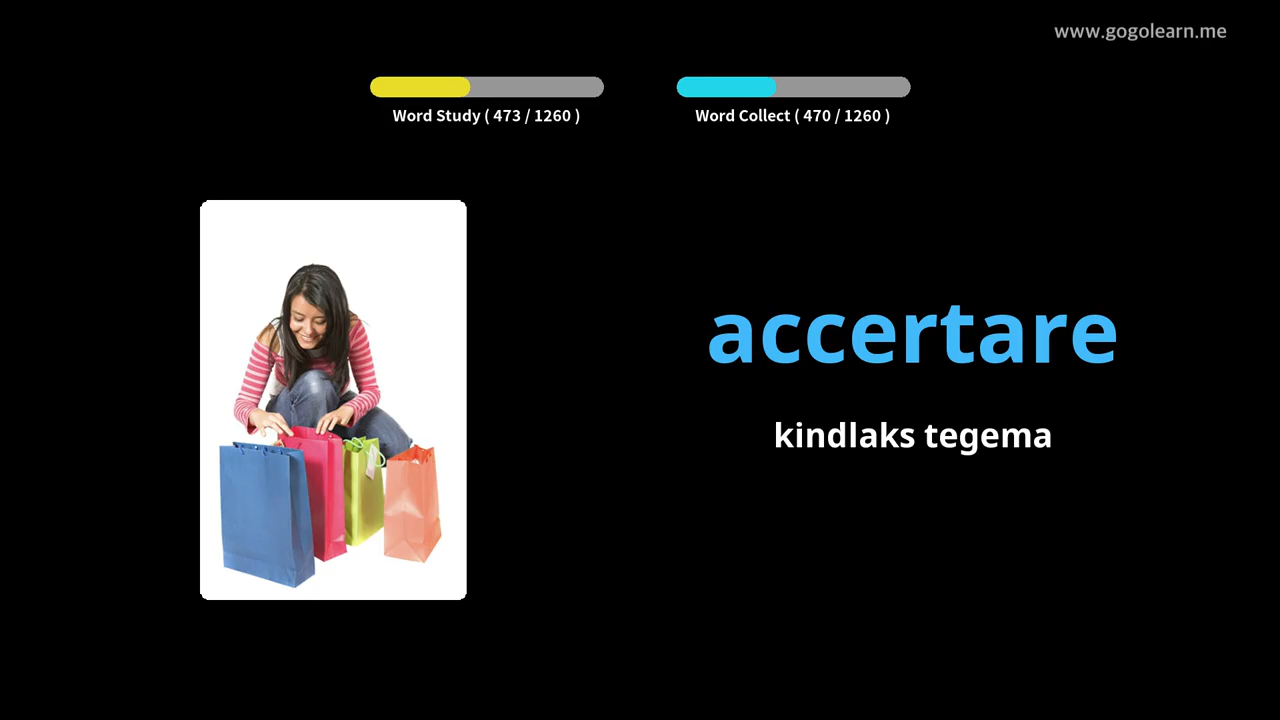 www.gogolearn.me
Word Study ( 473 / 1260 )
Word Collect ( 470 / 1260 )
accertare
kindlaks tegema